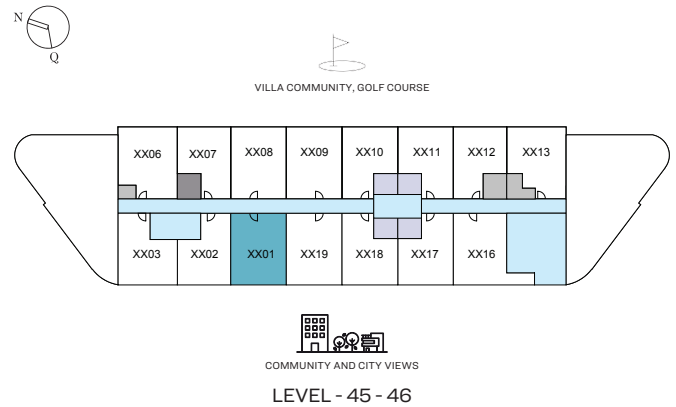 N
Q
VILLA COMMUNITY, GOLF COURSE
XX06 XX07 XX08 XX09 XX10 XX11 XX12 XX13
XX03 XX02 XX01 XX19 XX18 XX17 XX16
COMMUNITY AND CITY VIEWS
LEVEL - 45 - 46